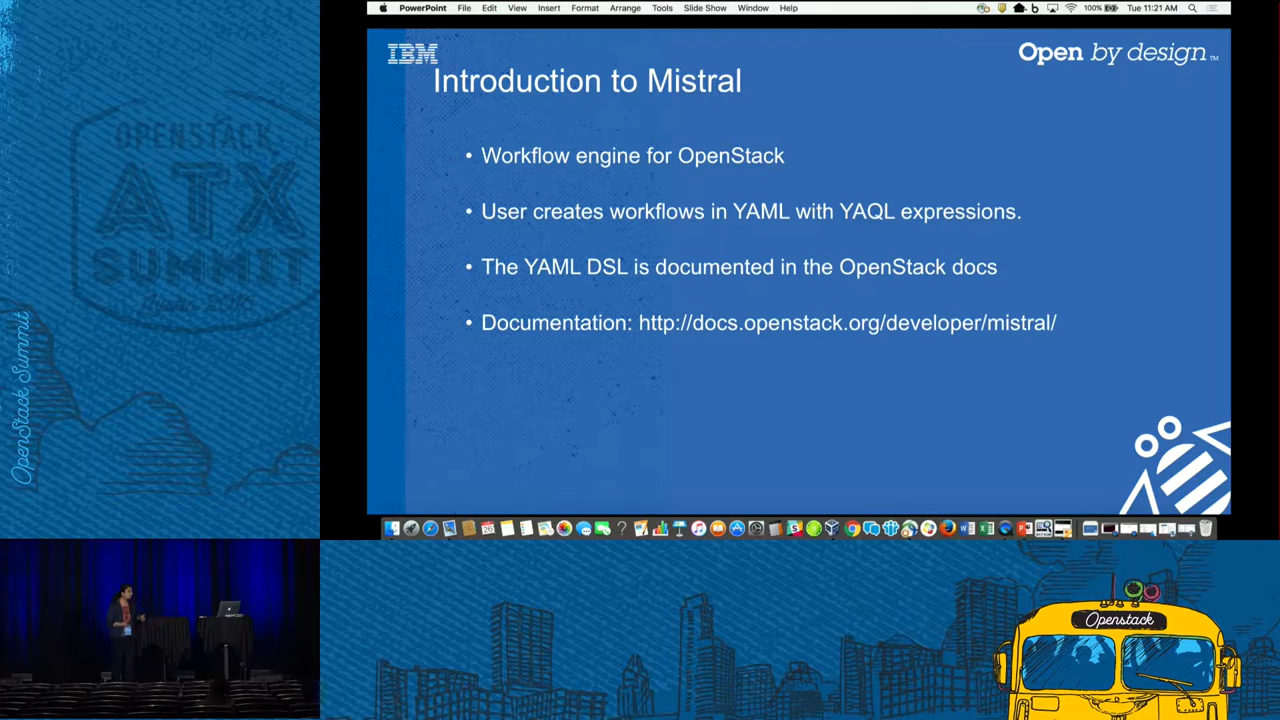 PowerPoint File Edit View Insert Format Arrange Tools Slide Show Window Help
100% Tue 11:21 AM
IBM
Open by design™
Introduction to Mistral
• Workflow engine for OpenStack
• User creates workflows in YAML with YAQL expressions.
• The YAML DSL is documented in the OpenStack docs
• Documentation: http://docs.openstack.org/developer/mistral/
OPENSTACK
ATX
SUMMIT
OpenStack Summit
Openstack